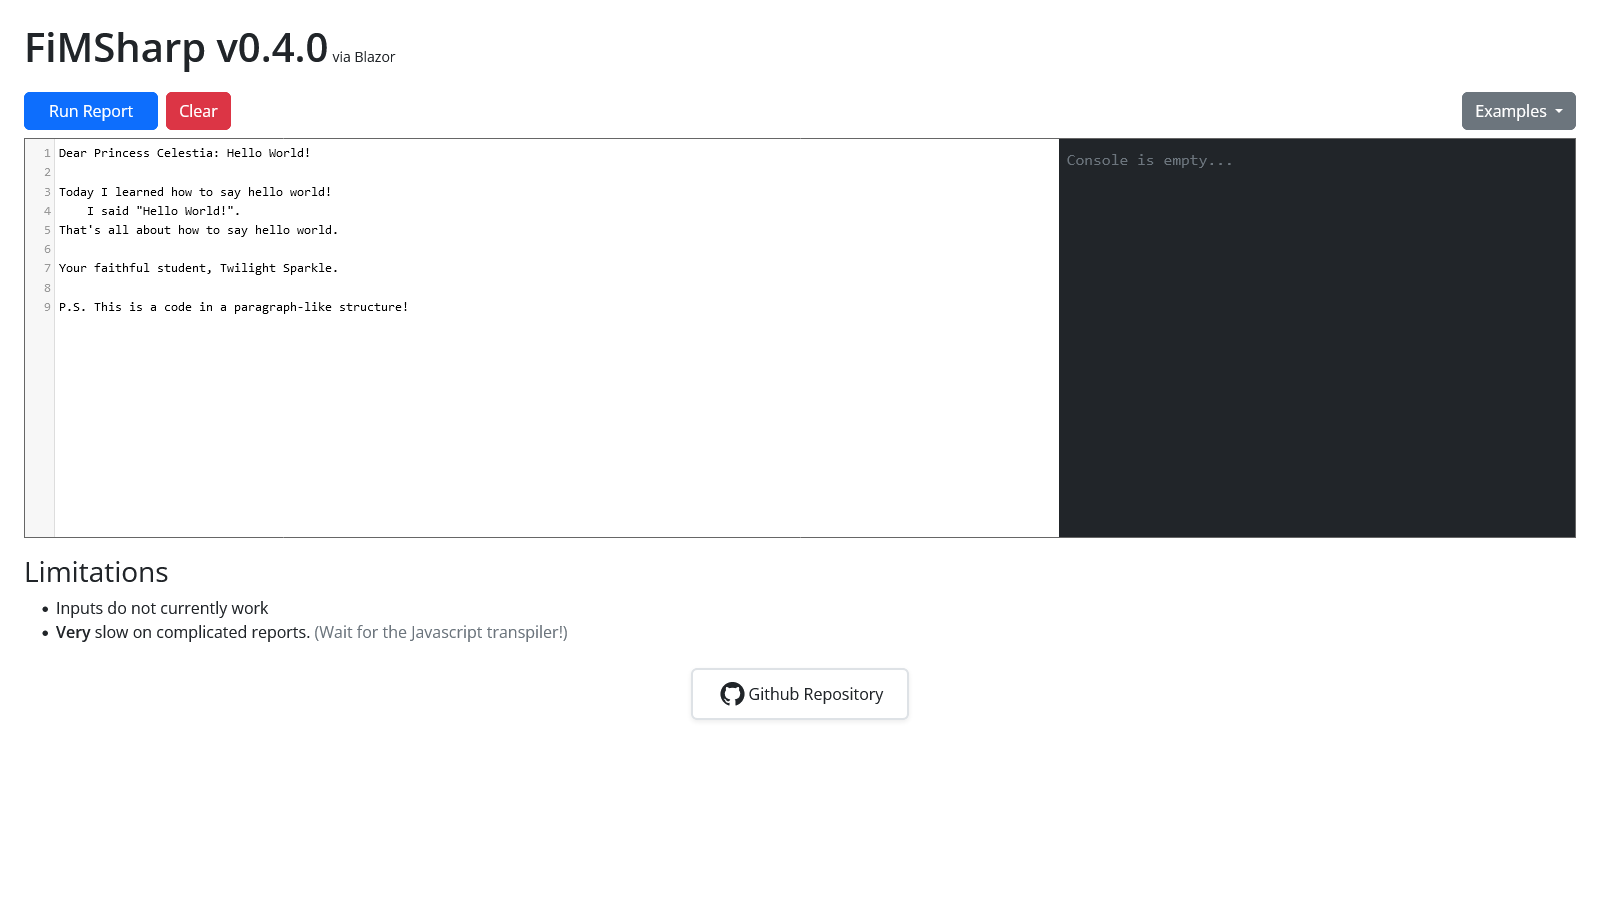 FiMSharp v0.4.0 via Blazor
Run Report
Clear
Examples
1 Dear Princess Celestia: Hello World!
2
3 Today I learned how to say hello world!
4     I said "Hello World!".
5 That's all about how to say hello world.
6
7 Your faithful student, Twilight Sparkle.
8
9 P.S. This is a code in a paragraph-like structure!
Console is empty...
Limitations
• Inputs do not currently work
• Very slow on complicated reports. (Wait for the Javascript transpiler!)
Github Repository